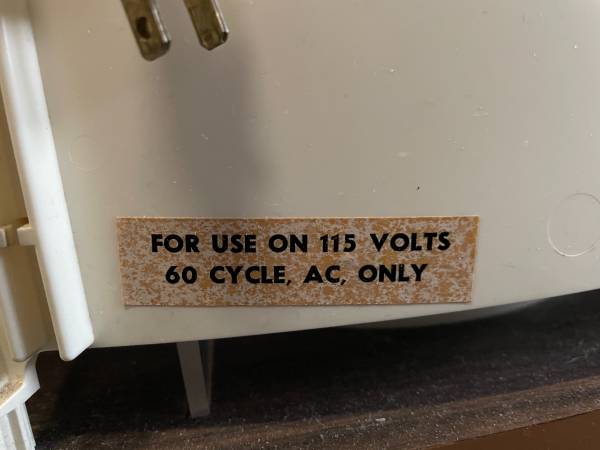 FOR USE ON 115 VOLTS
60 CYCLE, AC, ONLY